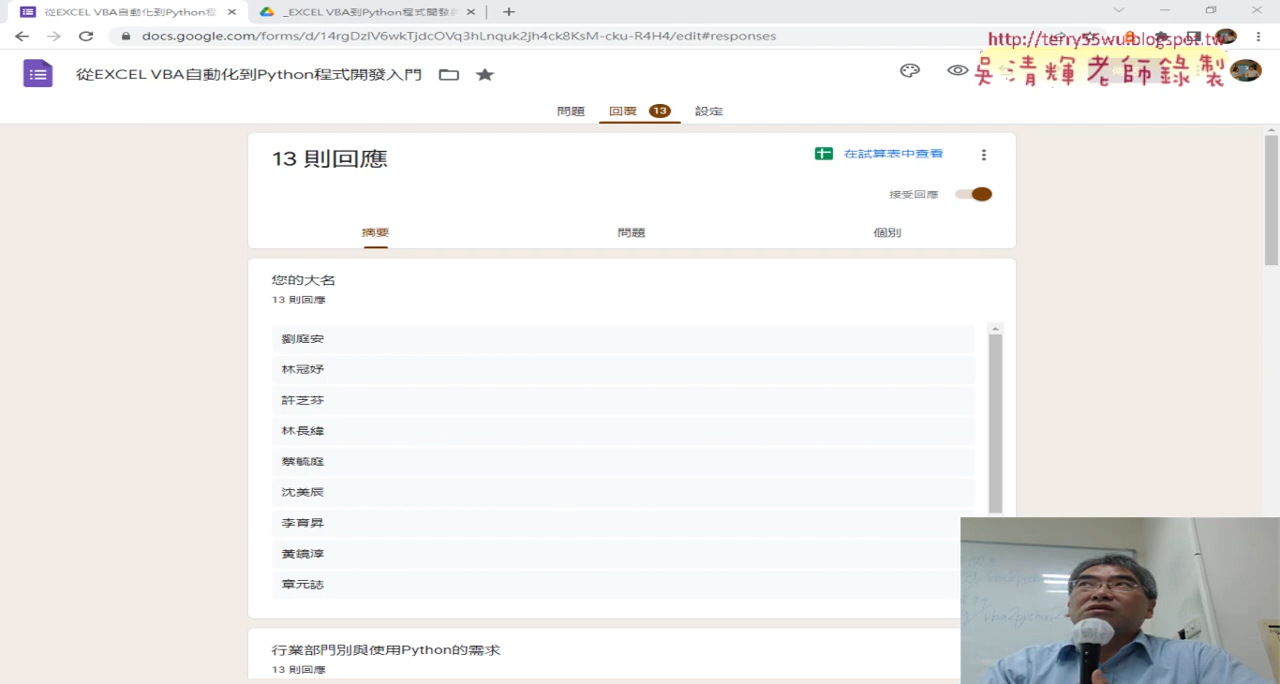 從EXCEL VBA自動化到Python程
_EXCEL VBA到Python程式開發
docs.google.com/forms/d/14rgDzlV6wkTjdcOVq3hLnquk2Jh4ck8KsM-cku-R4H4/edit#responses
http://terry55wu.blogspot.tw
吳清輝老師錄製
從EXCEL VBA自動化到Python程式開發入門
問題
回覆 13
設定
13 則回應
在試算表中查看
接受回應
摘要
問題
個別
您的大名
13 則回應
劉庭安
林冠妤
許芝芬
林長緯
蔡毓庭
沈美辰
李育昇
黃鏡淳
章元誌
行業部門別與使用Python的需求
13 則回應